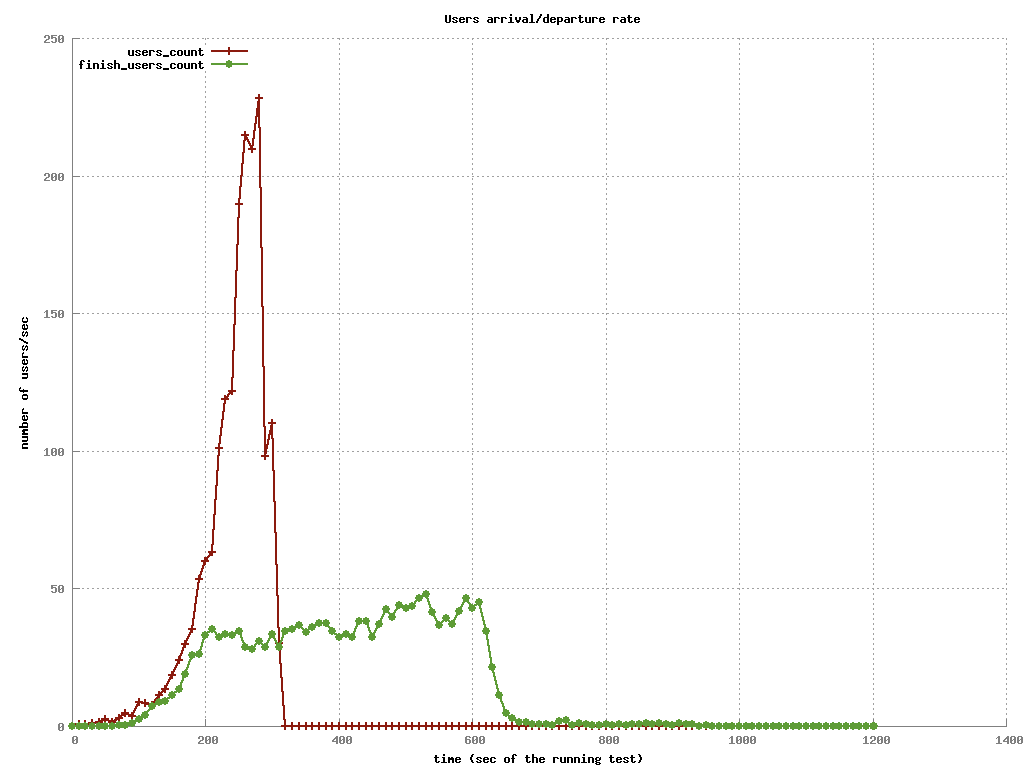 Users arrival/departure rate
250
users_count
finish_users_count
200
150
number of users/sec
100
50
0
0 200 400 600 800 1000 1200 1400
time (sec of the running test)